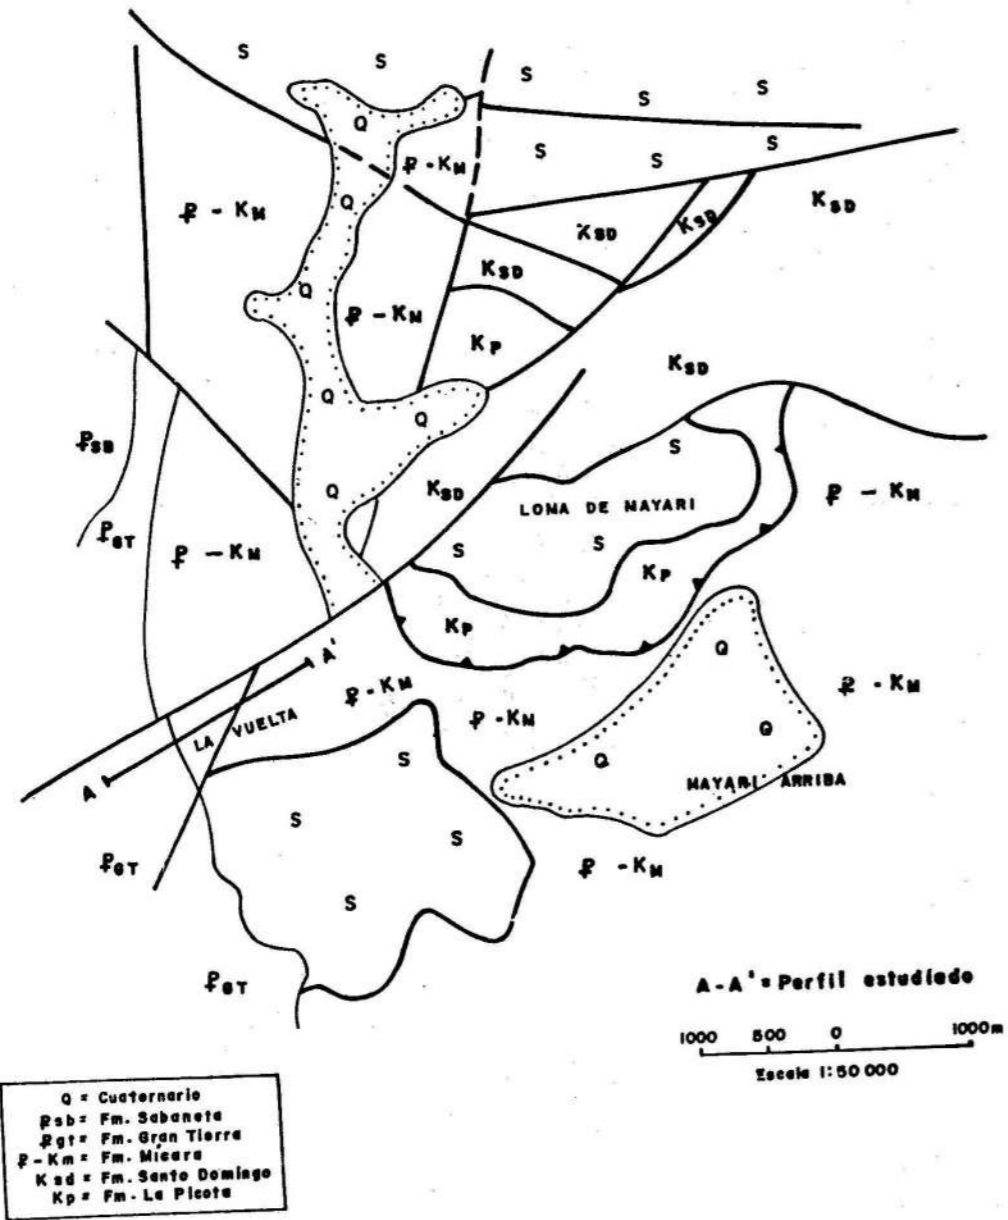 S
S
S
S
S
Q
S
S
S
Ꝑ - KM
Ꝑ - KM
Q
KSD
KSD
KSD
KSD
Q
Ꝑ - KM
KP
KSD
Q
Q
ꝐSB
S
KSD
Q
LOMA DE MAYARI
Ꝑ - KM
ꝐGT
Ꝑ - KM
S
S
KP
KP
Q
A'
Ꝑ - KM
Ꝑ - KM
Ꝑ - KM
LA VUELTA
Q
Q
S
A
MAYARI ARRIBA
S
S
ꝐGT
Ꝑ - KM
S
ꝐGT
A-A' = Perfil estudiado
1000 500 0 1000m
Escala 1:50 000
Q = Cuaternario
Ꝑsb = Fm. Sabaneta
Ꝑgt = Fm. Gran Tierra
Ꝑ-Km = Fm. Mícara
Ksd = Fm. Santo Domingo
Kp = Fm. La Picota